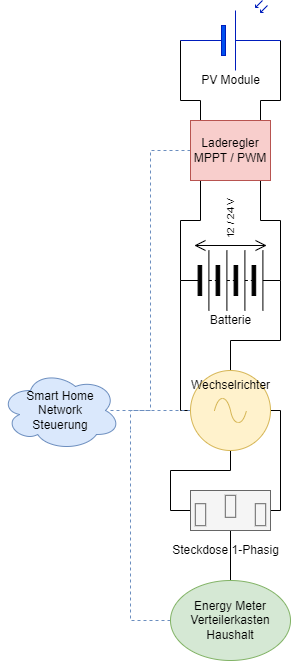 PV Module
Laderegler
MPPT / PWM
12 / 24 V
Batterie
Wechselrichter
Smart Home
Network
Steuerung
Steckdose 1-Phasig
Energy Meter
Verteilerkasten
Haushalt